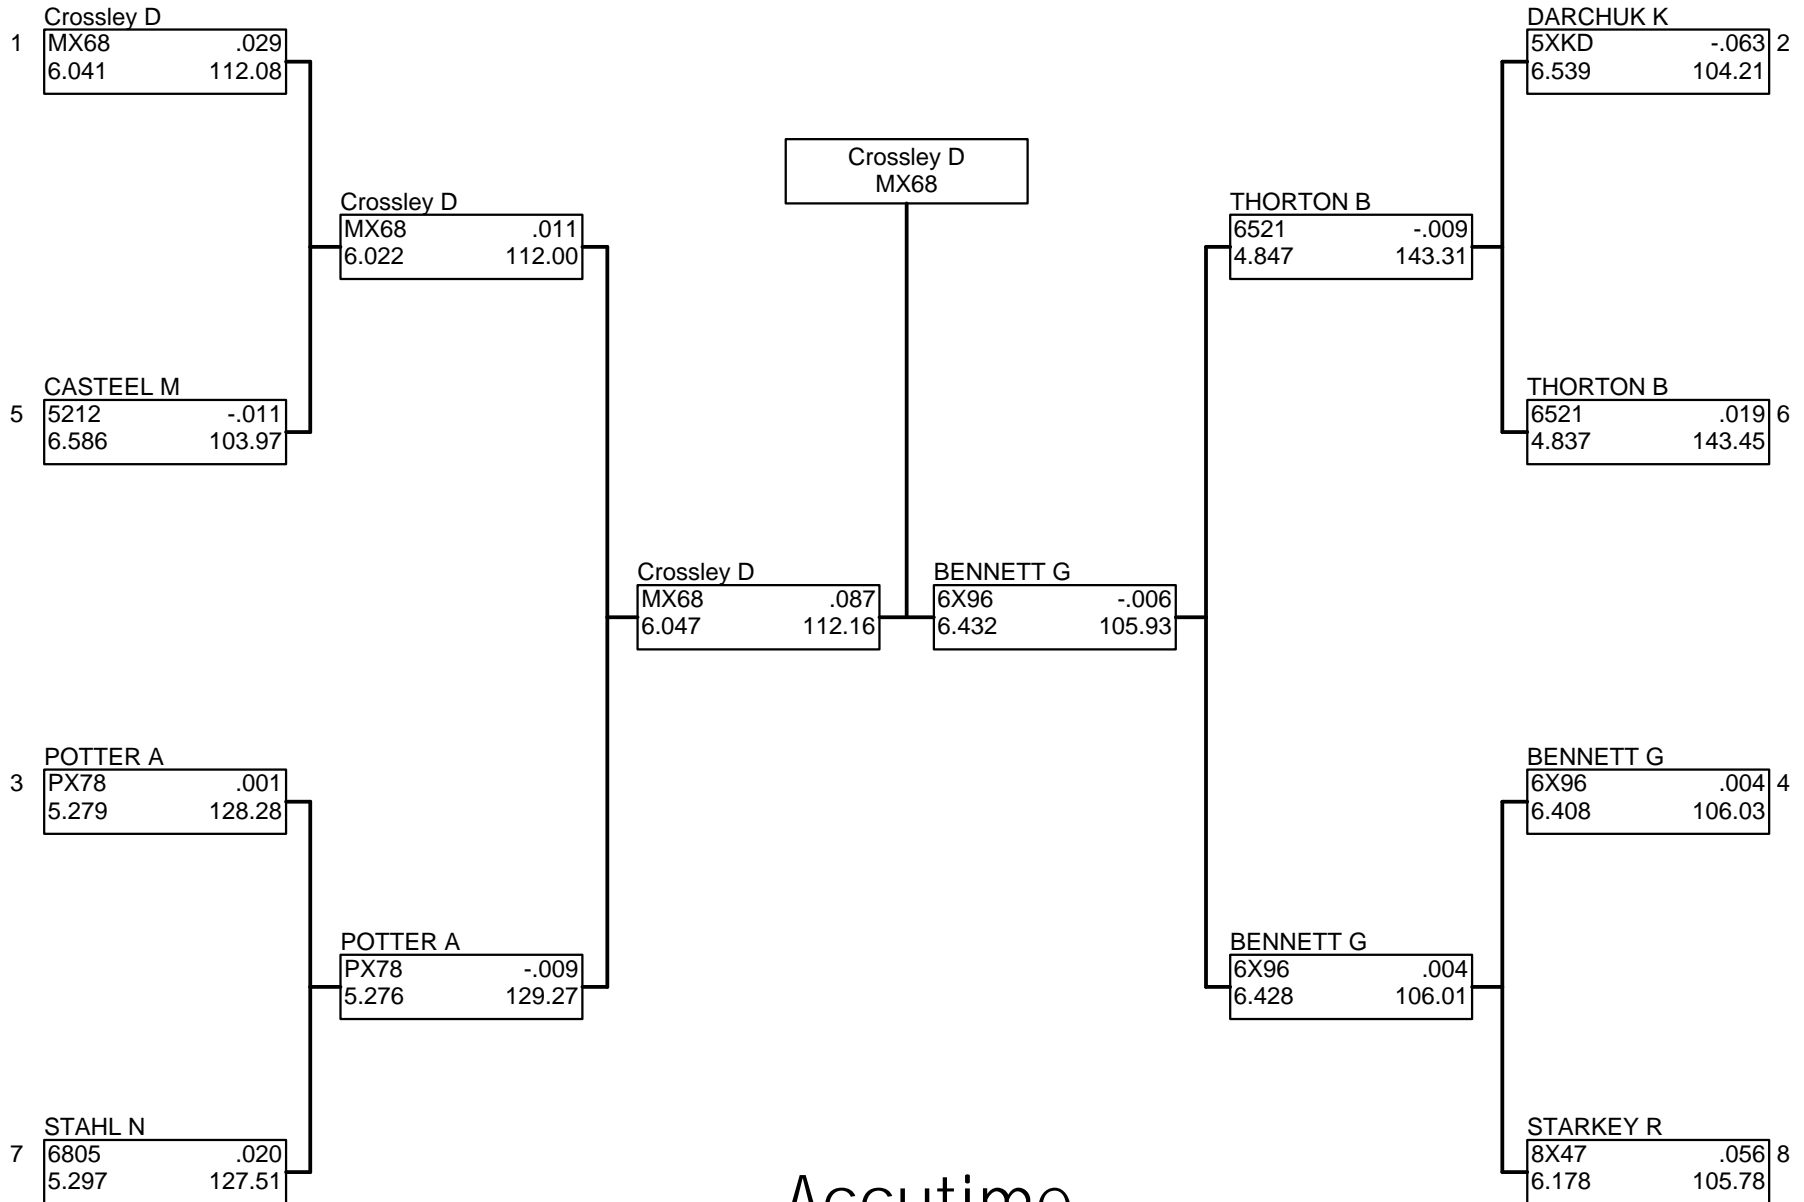 Crossley D
1 MX68 .029
6.041 112.08
DARCHUK K
5XKD -.063 2
6.539 104.21
Crossley D
MX68
Crossley D
MX68 .011
6.022 112.00
THORTON B
6521 -.009
4.847 143.31
CASTEEL M
5 5212 -.011
6.586 103.97
THORTON B
6521 .019 6
4.837 143.45
Crossley D
MX68 .087
6.047 112.16
BENNETT G
6X96 -.006
6.432 105.93
POTTER A
3 PX78 .001
5.279 128.28
BENNETT G
6X96 .004 4
6.408 106.03
POTTER A
PX78 -.009
5.276 129.27
BENNETT G
6X96 .004
6.428 106.01
STAHL N
7 6805 .020
5.297 127.51
STARKEY R
8X47 .056 8
6.178 105.78
Accutime